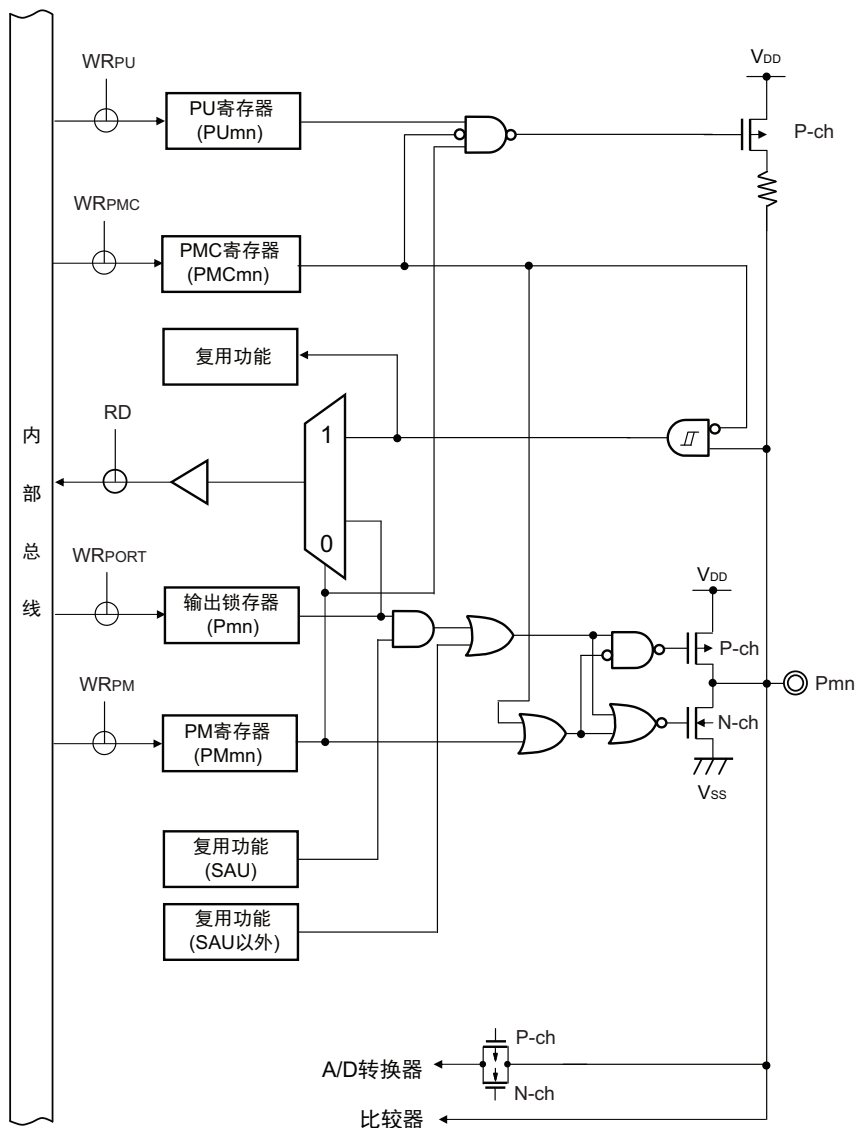 WRPU
PU寄存器
(PUmn)
VDD
P-ch
WRPMC
PMC寄存器
(PMCmn)
复用功能
内部总线
RD
1
0
WRPORT
输出锁存器
(Pmn)
VDD
P-ch
Pmn
N-ch
VSS
WRPM
PM寄存器
(PMmn)
复用功能
(SAU)
复用功能
(SAU以外)
P-ch
A/D转换器
N-ch
比较器